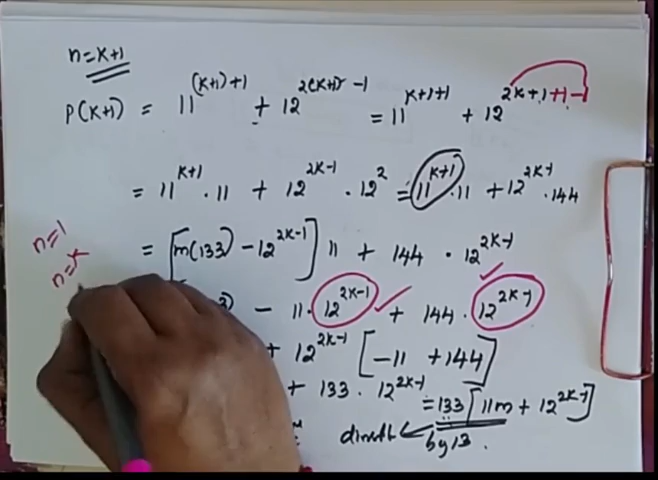 n=k+1
P(k+1) = 11^(k+1)+1 + 12^2(k+1)-1 = 11^k+1+1 + 12^2k+1+1-1
= 11^k+1 . 11 + 12^2k-1 . 12^2 = 11^k+1 . 11 + 12^2k-1 . 144
n=1
= [m(133) - 12^2k-1] 11 + 144 . 12^2k-1
n=k
- 11. 12^2k-1 + 144 . 12^2k-1
+ 12^2k-1 [-11 +144]
+ 133 . 12^2k-1
= 133 [11m + 12^2k-1]